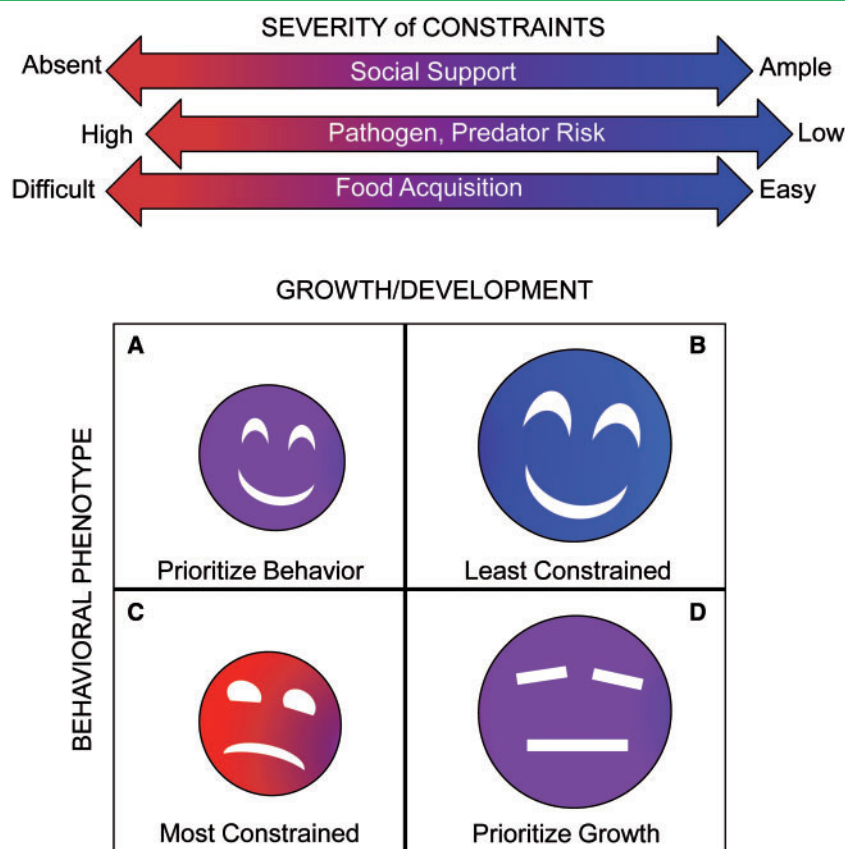 SEVERITY of CONSTRAINTS
Absent Social Support Ample
High Pathogen, Predator Risk Low
Difficult Food Acquisition Easy
GROWTH/DEVELOPMENT
BEHAVIORAL PHENOTYPE
A B
Prioritize Behavior Least Constrained
C D
Most Constrained Prioritize Growth